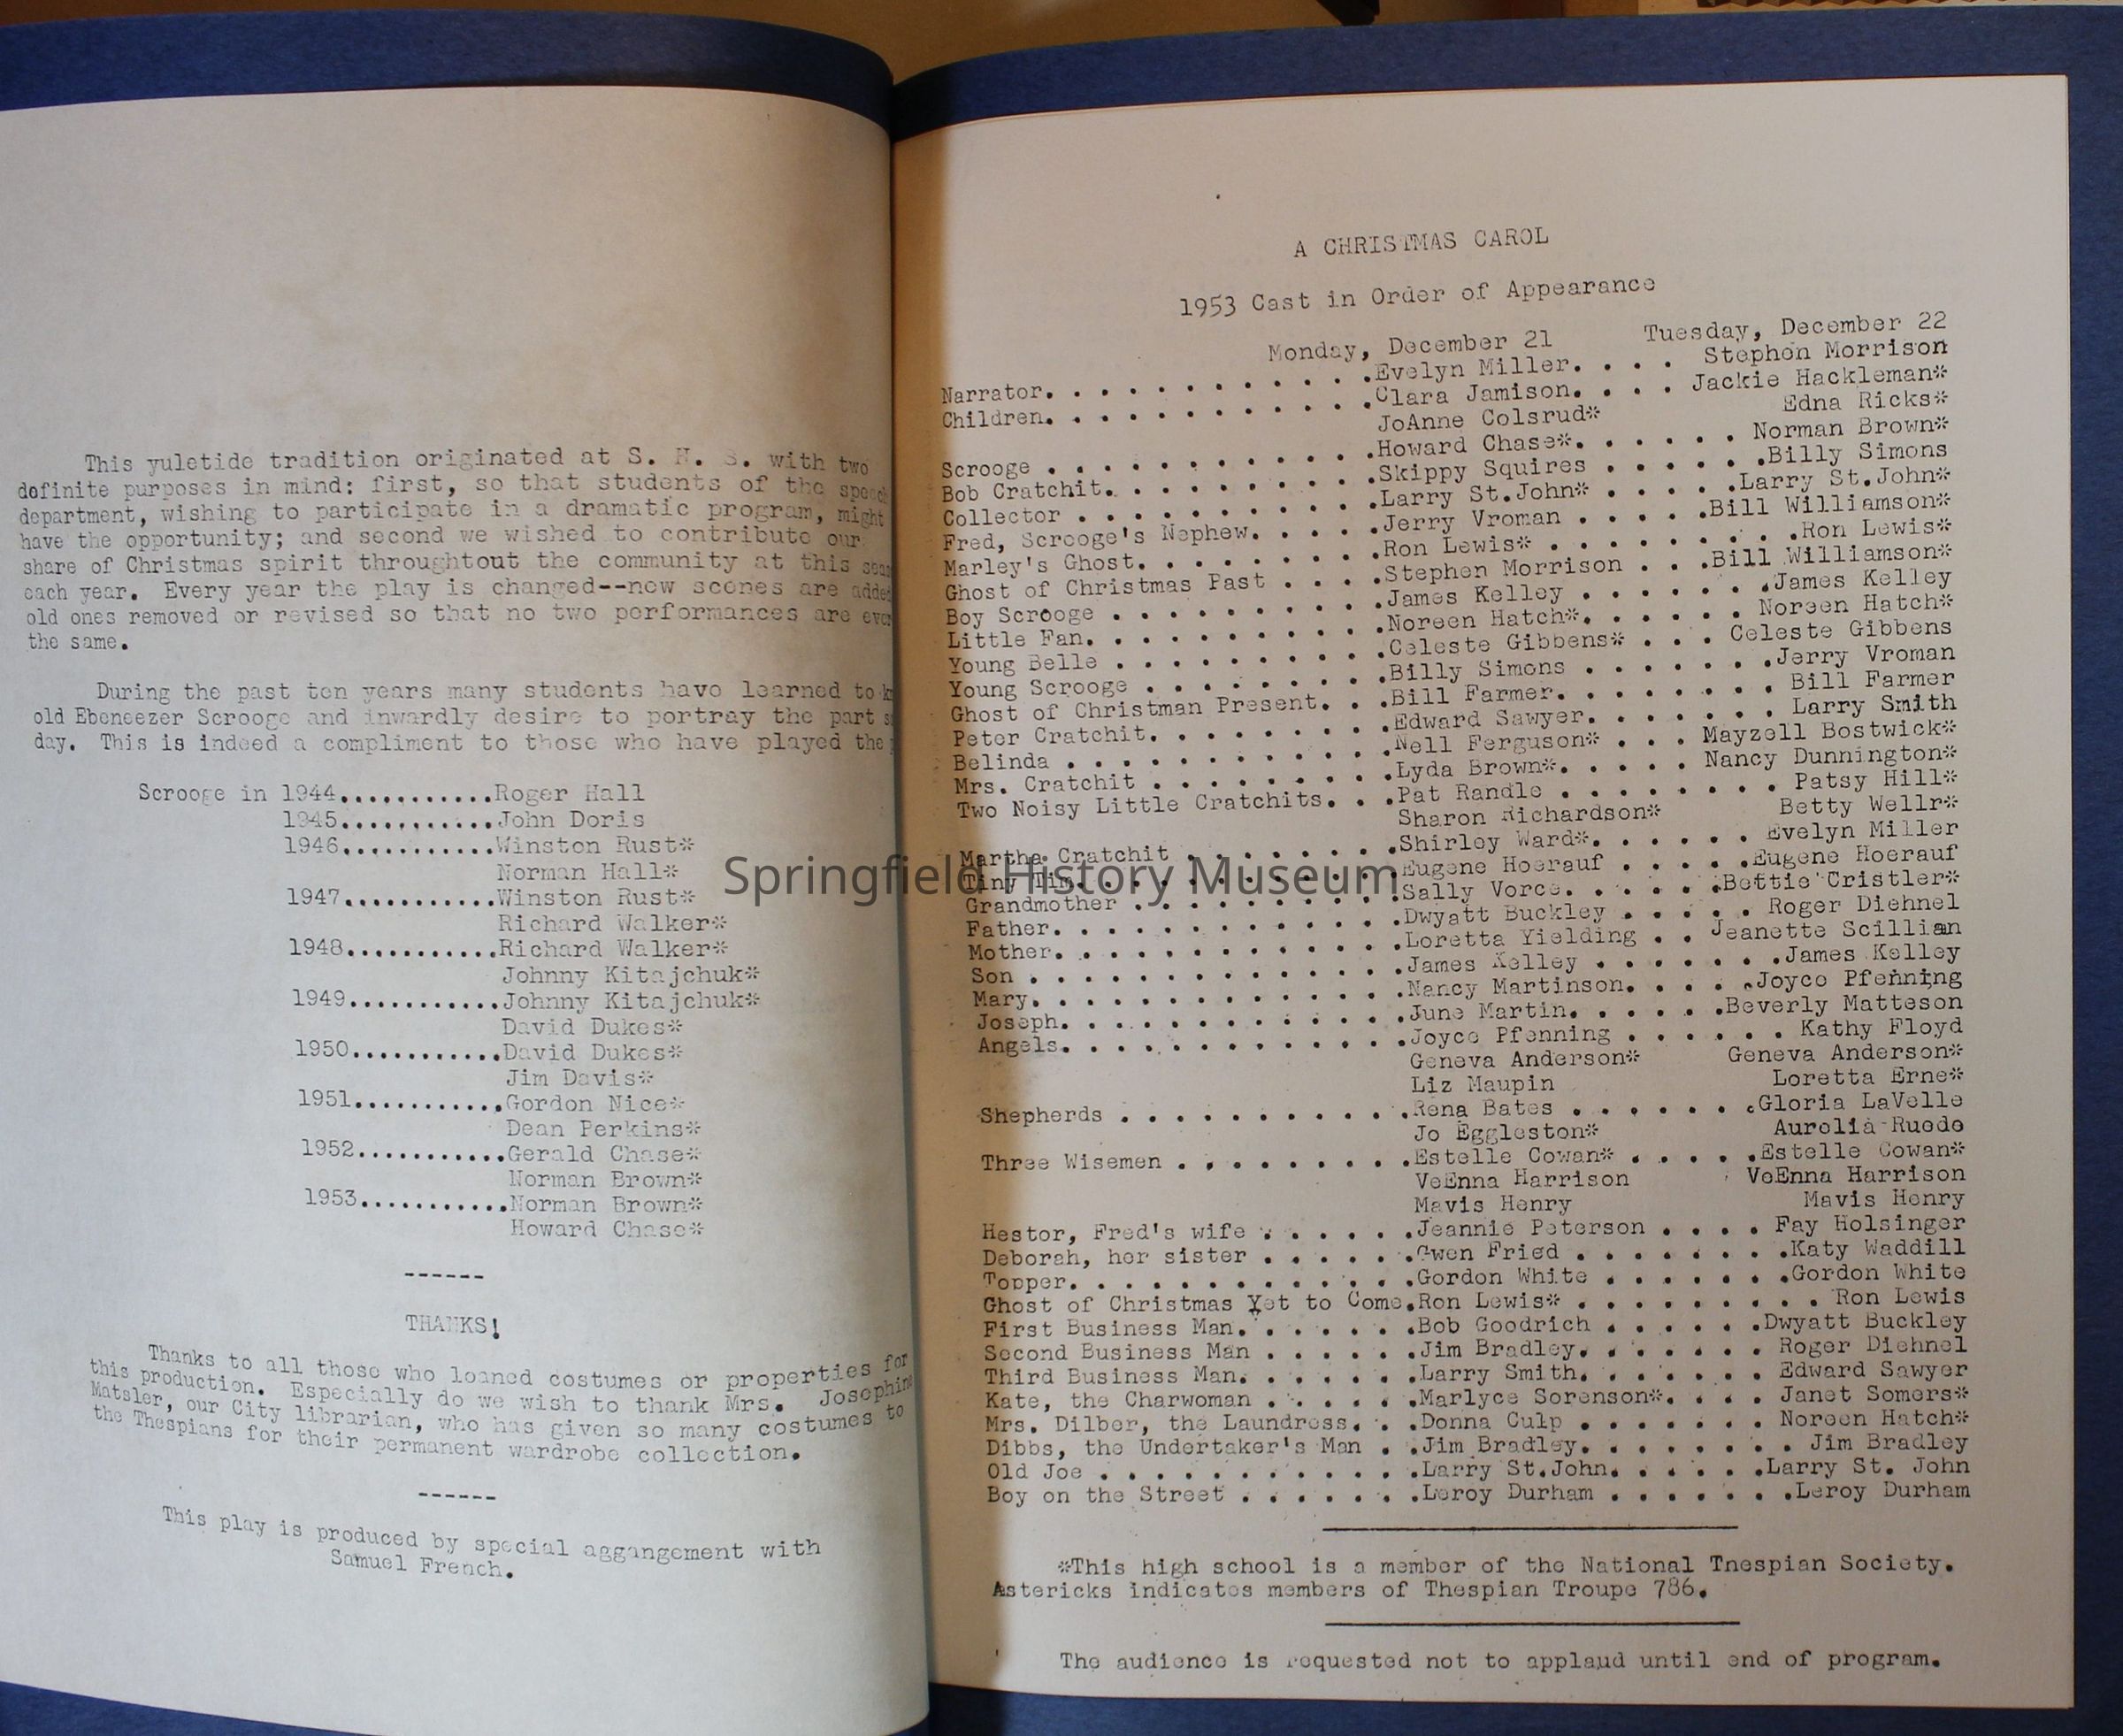 This yuletide tradition originated at S. H. S. with two
definite purposes in mind: first, so that students of the
department, wishing to participate in a dramatic program, might
have the opportunity; and second we wished to contribute our
share of Christmas spirit throughtout the community at this
each year. Every year the play is changed--new scenes are
old ones removed or revised so that no two performances are
the same.
During the past ten years many students have learned to
old Ebeneezer Scrooge and inwardly desire to portray the part
day. This is indeed a compliment to those who have played the
Scrooge in 1944...........Roger Hall
1945...........John Doris
1946...........Winston Rust*
Norman Hall*
1947...........Winston Rust*
Richard Walker*
1948...........Richard Walker*
Johnny Kitajchuk*
1949...........Johnny Kitajchuk*
David Dukes*
1950...........David Dukes*
Jim Davis*
1951...........Gordon Nice*
Dean Perkins*
1952...........Gerald Chase*
Norman Brown*
1953...........Norman Brown*
Howard Chase*
------
THANKS!
Thanks to all those who loaned costumes or properties for
this production. Especially do we wish to thank Mrs. Josephine
Matsler, our City librarian, who has given so many costumes to
the Thespians for their permanent wardrobe collection.
------
This play is produced by special aggangement with
Samuel French.
A CHRISTMAS CAROL
1953 Cast in Order of Appearance
Monday, December 21 Tuesday, December 22
Narrator. . . . . . . . . . . .Evelyn Miller. . . . Stephen Morrison
Children. . . . . . . . . . . .Clara Jamison. . . . Jackie Hackleman*
JoAnne Colsrud* Edna Ricks*
Scrooge . . . . . . . . . . . .Howard Chase*. . . . . . Norman Brown*
Bob Cratchit. . . . . . . . . .Skippy Squires . . . . . .Billy Simons
Collector . . . . . . . . . . .Larry St.John* . . . . .Larry St.John*
Fred, Scrooge's Nephew. . . . .Jerry Vroman . . . . .Bill Williamson*
Marley's Ghost. . . . . . . . .Ron Lewis* . . . . . . . . .Ron Lewis*
Ghost of Christmas Past . . . .Stephen Morrison . . .Bill Williamson*
Boy Scrooge . . . . . . . . . .James Kelley . . . . . . .James Kelley
Little Fan. . . . . . . . . . .Noreen Hatch*. . . . . . Noreen Hatch*
Young Belle . . . . . . . . . .Celeste Gibbens* . . . Celeste Gibbens
Young Scrooge . . . . . . . . .Billy Simons . . . . . . .Jerry Vroman
Ghost of Christman Present. . .Bill Farmer. . . . . . . . Bill Farmer
Peter Cratchit. . . . . . . . .Edward Sawyer. . . . . . . Larry Smith
Belinda . . . . . . . . . . . .Nell Ferguson* . . . Mayzell Bostwick*
Mrs. Cratchit . . . . . . . . .Lyda Brown*. . . . . Nancy Dunnington*
Two Noisy Little Cratchits. . .Pat Randle . . . . . . . . Patsy Hill*
Sharon Richardson* Betty Wellr*
Martha Cratchit . . . . . . . .Shirley Ward*. . . . . . Evelyn Miller
Tiny Tim. . . . . . . . . . . .Eugene Hoerauf . . . . .Eugene Hoerauf
Grandmother . . . . . . . . . .Sally Vorce. . . . . .Bettie Cristler*
Father. . . . . . . . . . . . .Dwyatt Buckley . . . . . Roger Diehnel
Mother. . . . . . . . . . . . .Loretta Yielding . . Jeanette Scillian
Son . . . . . . . . . . . . . .James Kelley . . . . . . .James Kelley
Mary. . . . . . . . . . . . . .Nancy Martinson. . . . .Joyce Pfenning
Joseph. . . . . . . . . . . . .June Martin. . . . . .Beverly Matteson
Angels. . . . . . . . . . . . .Joyce Pfenning . . . . . . Kathy Floyd
Geneva Anderson* Geneva Anderson*
Liz Maupin Loretta Erne*
Shepherds . . . . . . . . . . .Rena Bates . . . . . . .Gloria LaVelle
Jo Eggleston* Aurelia Ruede
Three Wisemen . . . . . . . . .Estelle Cowan* . . . . .Estelle Cowan*
VeEnna Harrison VeEnna Harrison
Mavis Henry Mavis Henry
Hestor, Fred's wife . . . . . .Jeannie Peterson . . . . Fay Holsinger
Deborah, her sister . . . . . .Gwen Fried . . . . . . . .Katy Waddill
Topper. . . . . . . . . . . . .Gordon White . . . . . . .Gordon White
Ghost of Christmas Yet to Come.Ron Lewis* . . . . . . . . . Ron Lewis
First Business Man. . . . . . .Bob Goodrich . . . . . .Dwyatt Buckley
Second Business Man . . . . . .Jim Bradley. . . . . . . Roger Diehnel
Third Business Man. . . . . . .Larry Smith. . . . . . . Edward Sawyer
Kate, the Charwoman . . . . . .Marlyce Sorenson*. . . . Janet Somers*
Mrs. Dilber, the Laundress. . .Donna Culp . . . . . . . Noreen Hatch*
Dibbs, the Undertaker's Man . .Jim Bradley. . . . . . . . Jim Bradley
Old Joe . . . . . . . . . . . .Larry St.John. . . . . .Larry St. John
Boy on the Street . . . . . . .Leroy Durham . . . . . . .Leroy Durham
*This high school is a member of the National Tnespian Society.
Astericks indicates members of Thespian Troupe 786.
The audience is requested not to applaud until end of program.
Springfield History Museum